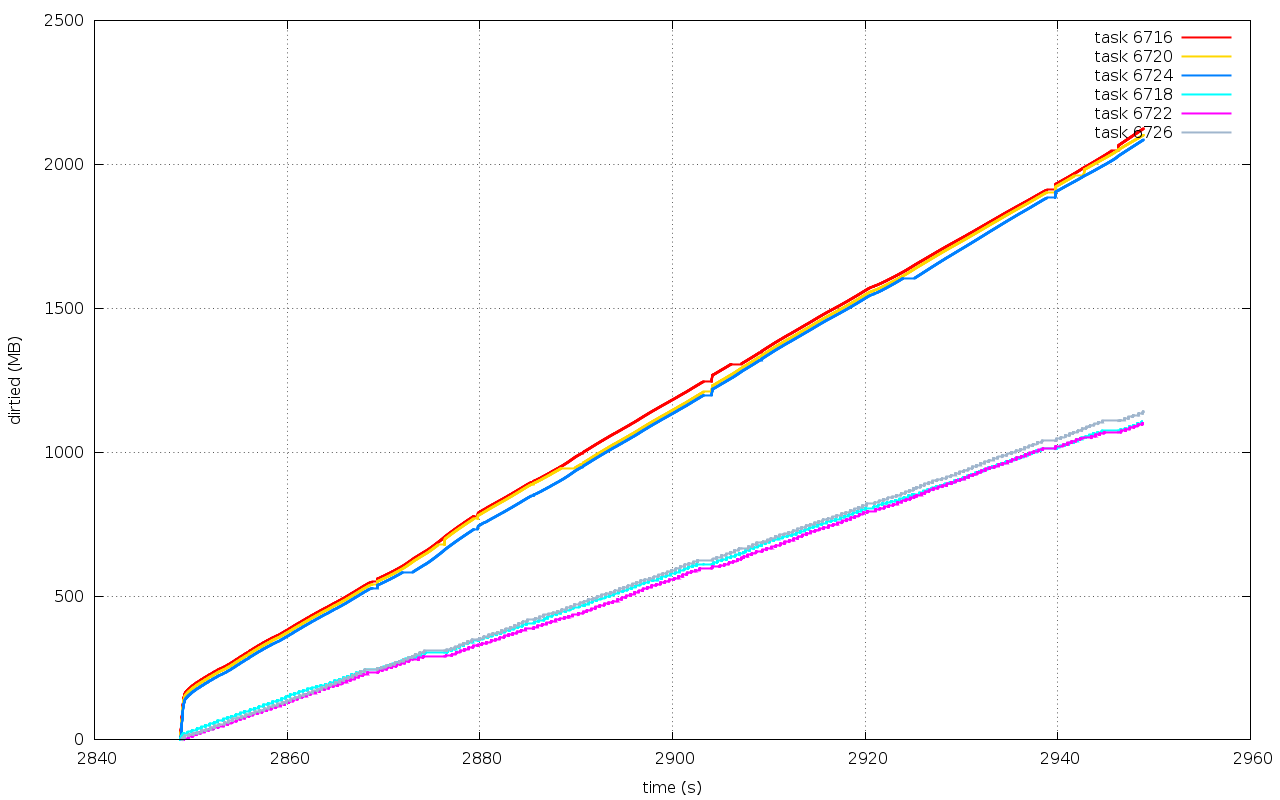 2500
2000
1500
1000
500
0
2840
2860
2880
2900
2920
2940
2960
dirtied (MB)
time (s)
task 6716
task 6720
task 6724
task 6718
task 6722
task 6726